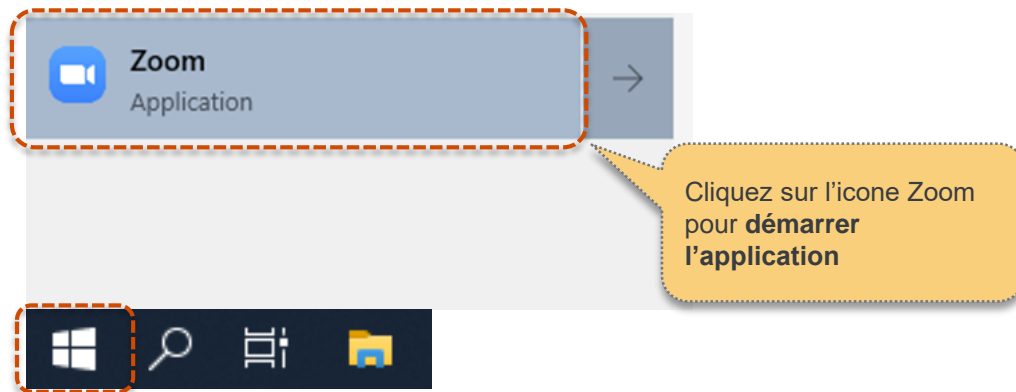 Zoom
Application
Cliquez sur l’icone Zoom
pour démarrer
l’application